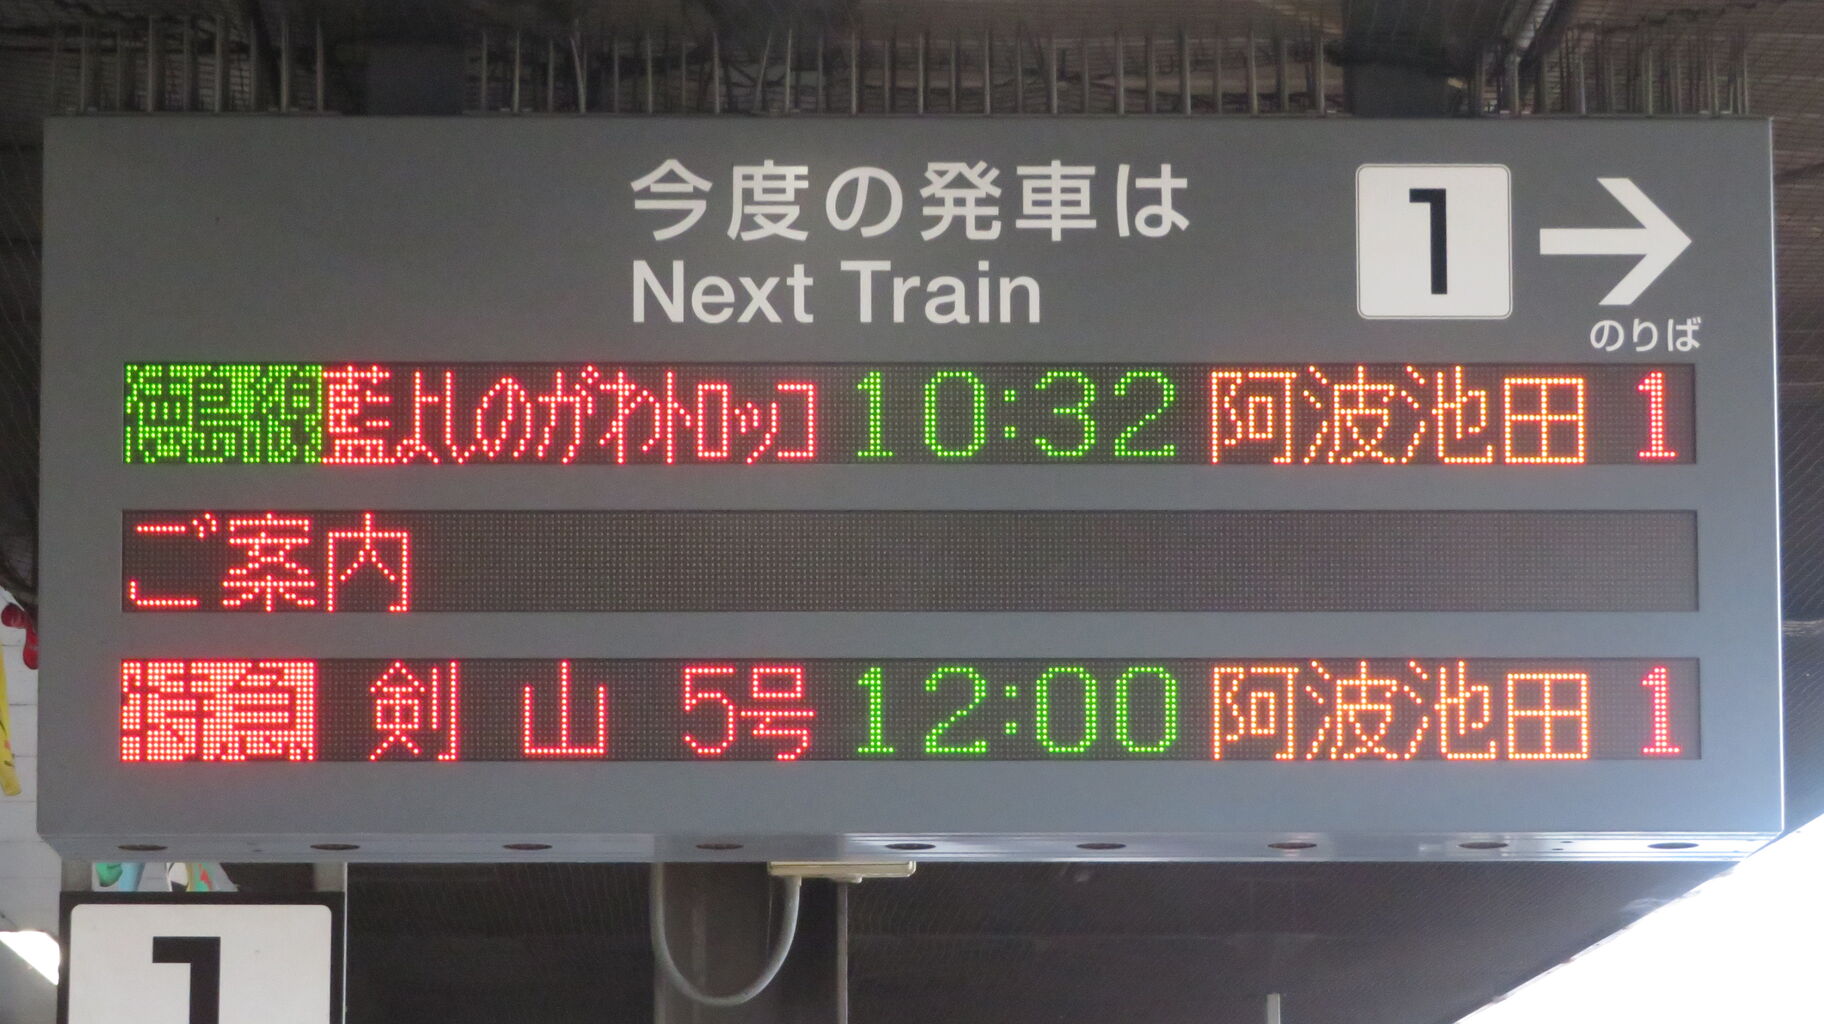 今度の発車は
Next Train
1
のりば
徳島線 藍よしのがわトロッコ 10:32 阿波池田 1
ご案内
特急 剣山 5号 12:00 阿波池田 1
1